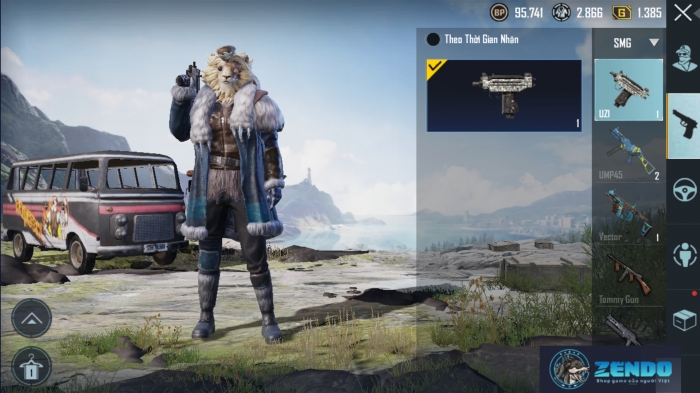 BP 95.741 2.866 G 1.385
Theo Thời Gian Nhận
SMG
1
UZI 1
UMP45 2
Vector 1
Tommy Gun
ZENDO
Shop game của người Việt